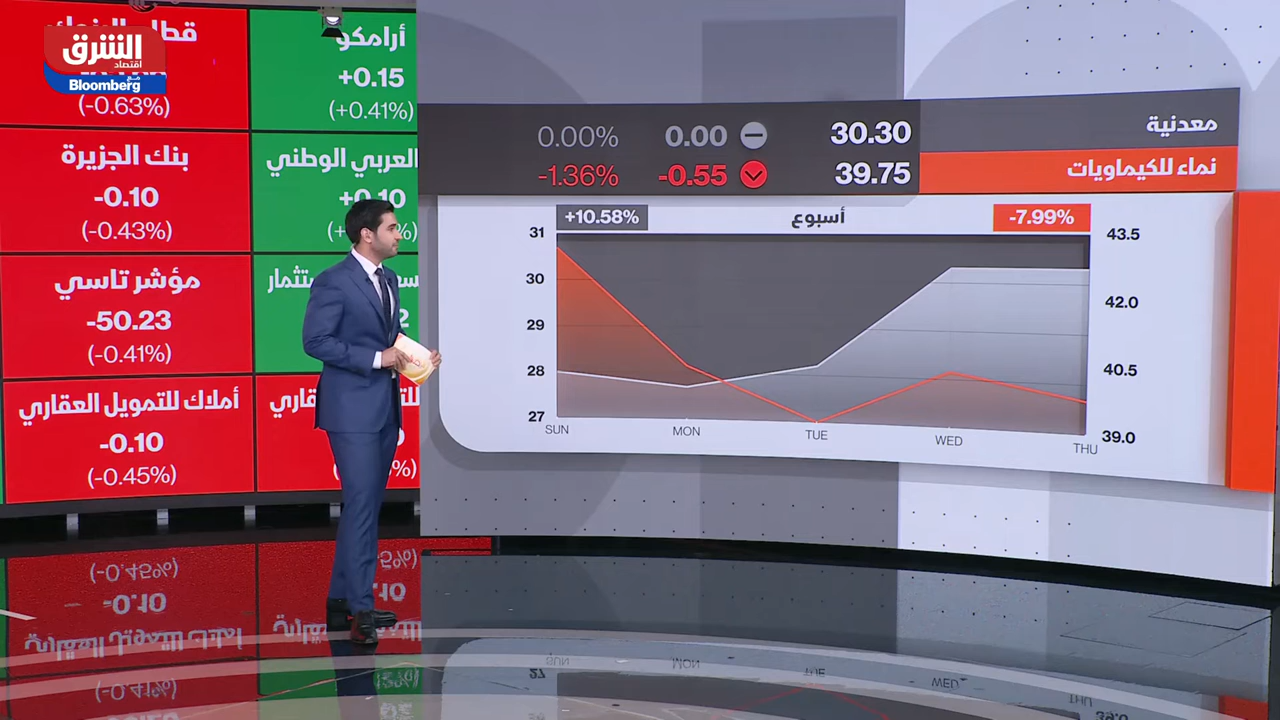 الشرق
اقتصاد
مع
Bloomberg
(-0.63%)
أرامكو
+0.15
(+0.41%)
بنك الجزيرة
-0.10
(-0.43%)
العربي الوطني
+0.10
مؤشر تاسي
-50.23
(-0.41%)
أملاك للتمويل العقاري
-0.10
(-0.45%)
معدنية
30.30
0.00
0.00%
نماء للكيماويات
39.75
-0.55
-1.36%
+10.58%
أسبوع
-7.99%
31
30
29
28
27
43.5
42.0
40.5
39.0
SUN
MON
TUE
WED
THU